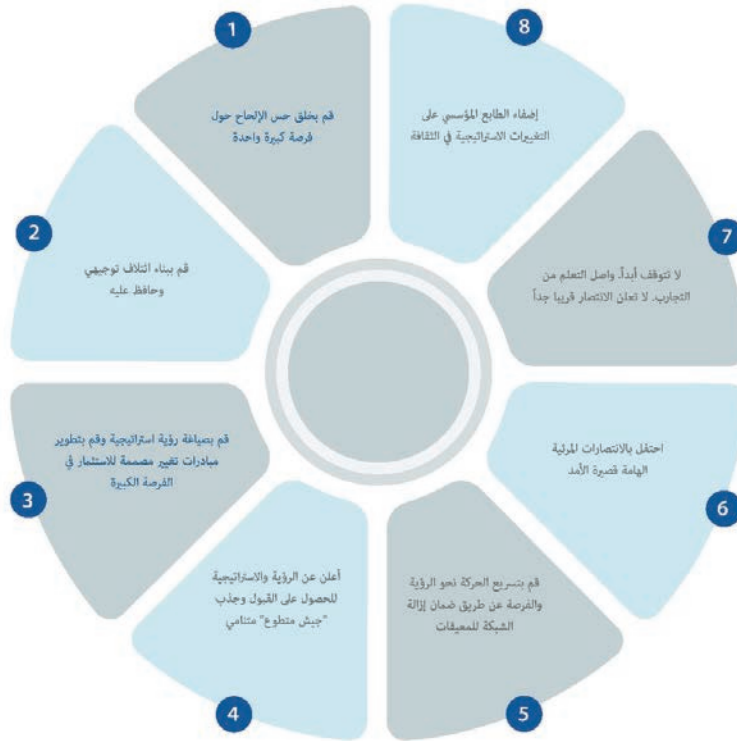 1
قم بخلق حس الإلحاح حول
فرصة كبيرة واحدة
2
قم ببناء ائتلاف توجيهي
وحافظ عليه
3
قم بصياغة رؤية استراتيجية وقم بتطوير
مبادرات تغيير مصممة للاستثمار في
الفرصة الكبيرة
4
أعلن عن الرؤية والاستراتيجية
للحصول على القبول وجذب
"جيش متطوع" متنامي
5
قم بتسريع الحركة نحو الرؤية
والفرصة عن طريق ضمان إزالة
الشبكة للمعيقات
6
احتفل بالانتصارات المرئية
الهامة قصيرة الأمد
7
لا تتوقف أبداً. واصل التعلم من
التجارب. لا تعلن الانتصار قريبا جداً
8
إضفاء الطابع المؤسسي على
التغييرات الاستراتيجية في الثقافة